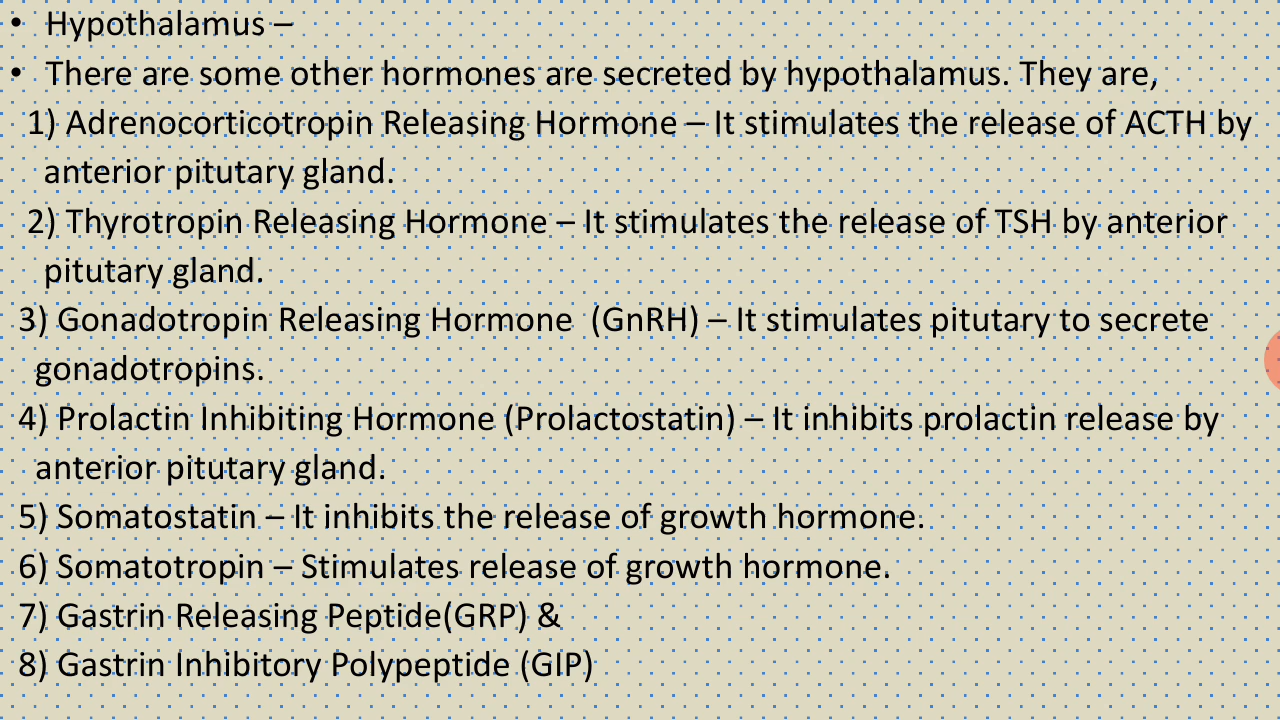 • Hypothalamus –
• There are some other hormones are secreted by hypothalamus. They are,
1) Adrenocorticotropin Releasing Hormone – It stimulates the release of ACTH by
anterior pitutary gland.
2) Thyrotropin Releasing Hormone – It stimulates the release of TSH by anterior
pitutary gland.
3) Gonadotropin Releasing Hormone  (GnRH) – It stimulates pitutary to secrete
gonadotropins.
4) Prolactin Inhibiting Hormone (Prolactostatin) – It inhibits prolactin release by
anterior pitutary gland.
5) Somatostatin – It inhibits the release of growth hormone.
6) Somatotropin – Stimulates release of growth hormone.
7) Gastrin Releasing Peptide(GRP) &
8) Gastrin Inhibitory Polypeptide (GIP)